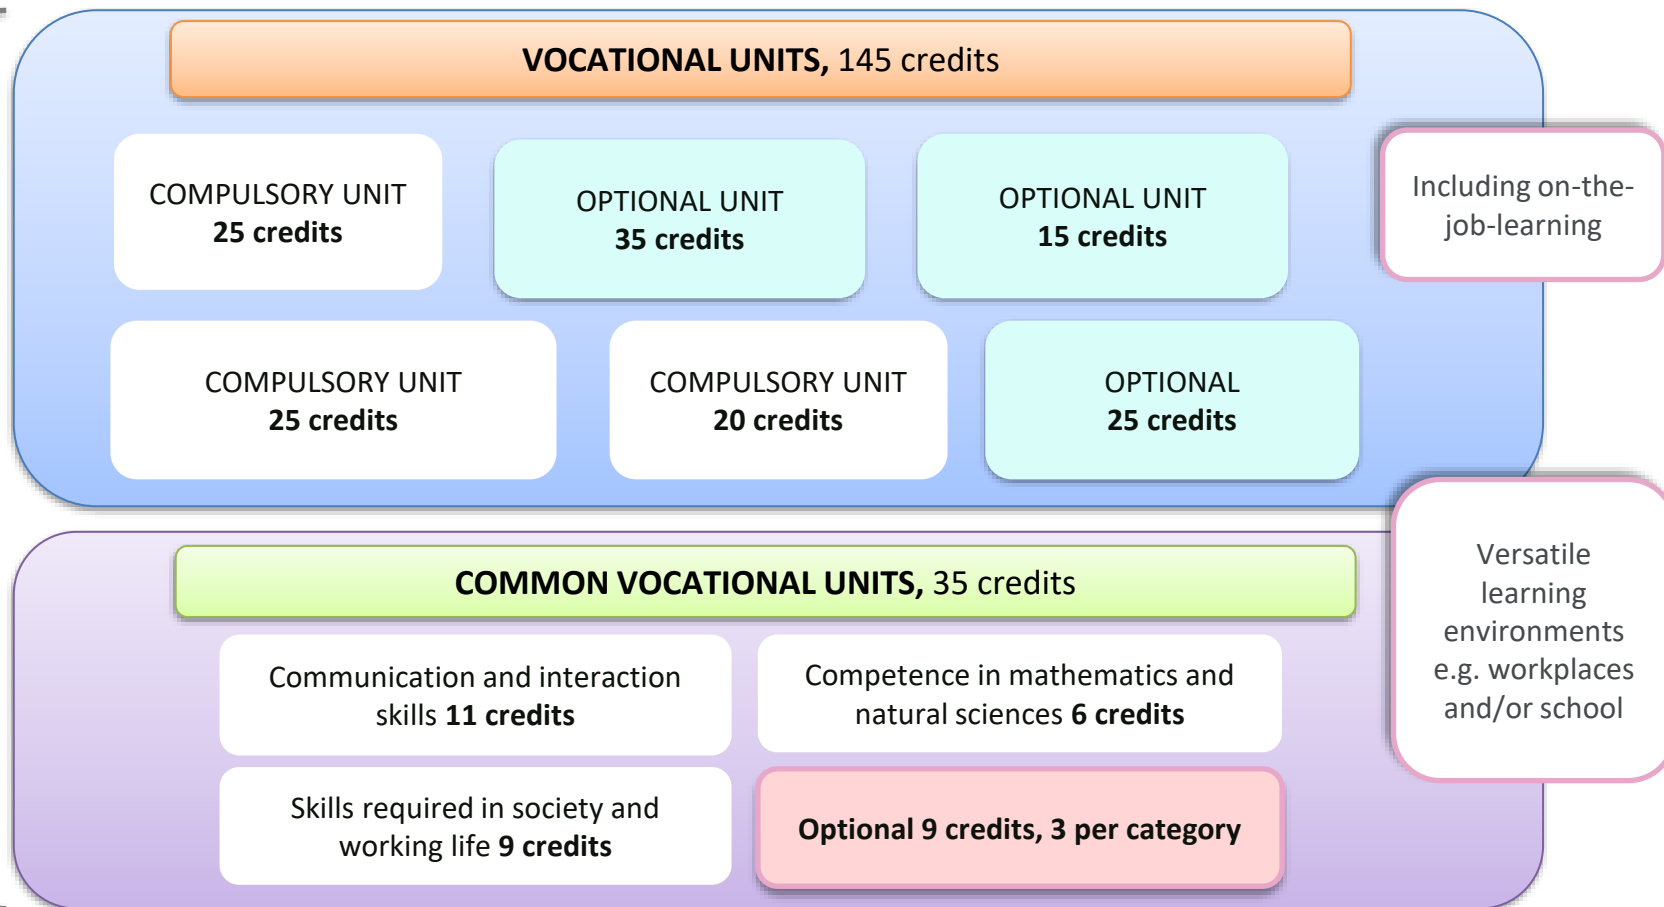 VOCATIONAL UNITS, 145 credits
COMPULSORY UNIT
25 credits
OPTIONAL UNIT
35 credits
OPTIONAL UNIT
15 credits
Including on-the-
job-learning
COMPULSORY UNIT
25 credits
COMPULSORY UNIT
20 credits
OPTIONAL
25 credits
COMMON VOCATIONAL UNITS, 35 credits
Communication and interaction
skills 11 credits
Competence in mathematics and
natural sciences 6 credits
Versatile
learning
environments
e.g. workplaces
and/or school
Skills required in society and
working life 9 credits
Optional 9 credits, 3 per category